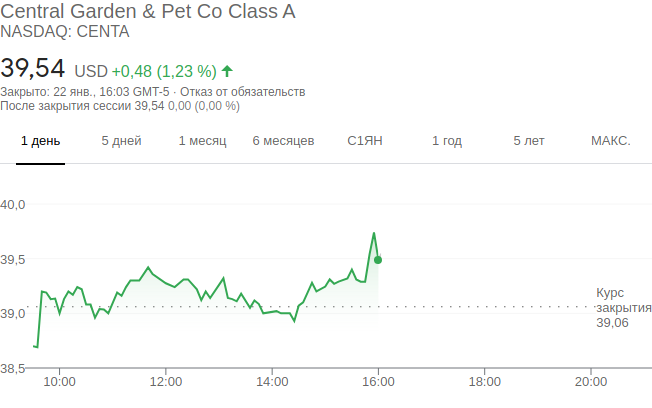 Central Garden & Pet Co Class A
NASDAQ: CENTA
39,54 USD +0,48 (1,23 %)
Закрыто: 22 янв., 16:03 GMT-5 · Отказ от обязательств
После закрытия сессии 39,54 0,00 (0,00 %)
1 день 5 дней 1 месяц 6 месяцев С1ЯН 1 год 5 лет МАКС.
40,0
39,5
Курс
закрытия
39,06
39,0
38,5
10:00 12:00 14:00 16:00 18:00 20:00